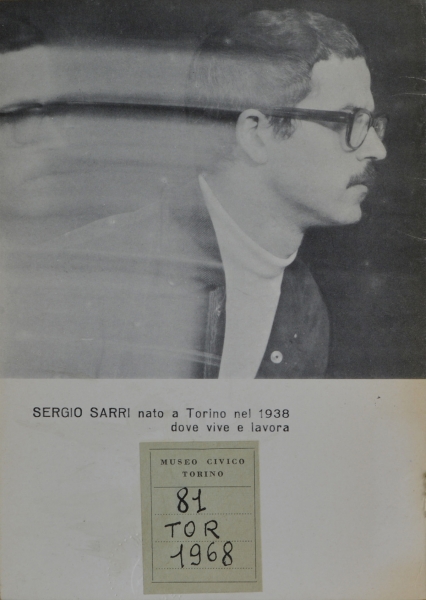 SERGIO SARRI nato a Torino nel 1938
dove vive e lavora
MUSEO CIVICO
TORINO
81
TOR
1968